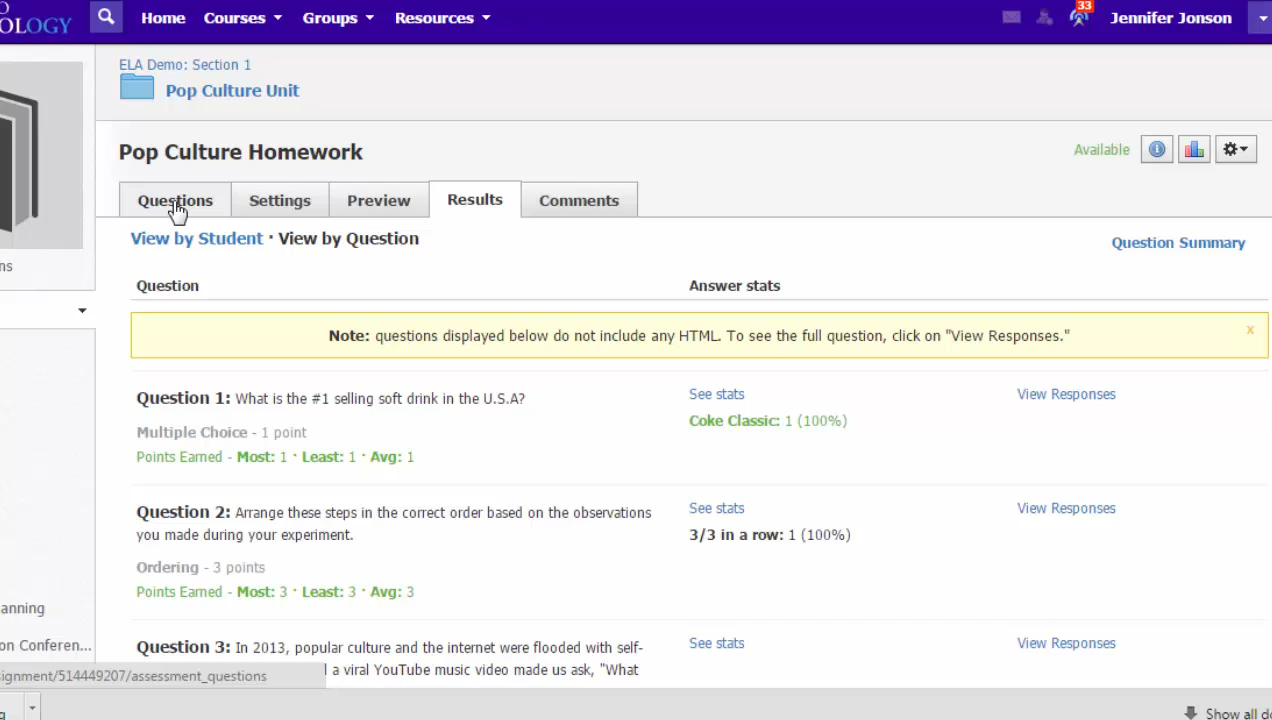 OLOGY Home Courses Groups Resources 33 Jennifer Jonson
ELA Demo: Section 1
Pop Culture Unit
Pop Culture Homework
Available
Questions Settings Preview Results Comments
View by Student · View by Question
Question Summary
Question Answer stats
Note: questions displayed below do not include any HTML. To see the full question, click on "View Responses." x
Question 1: What is the #1 selling soft drink in the U.S.A?
Multiple Choice - 1 point
Points Earned - Most: 1 · Least: 1 · Avg: 1
See stats
Coke Classic: 1 (100%)
View Responses
Question 2: Arrange these steps in the correct order based on the observations
you made during your experiment.
Ordering - 3 points
Points Earned - Most: 3 · Least: 3 · Avg: 3
See stats
3/3 in a row: 1 (100%)
View Responses
Question 3: In 2013, popular culture and the internet were flooded with self-
a viral YouTube music video made us ask, "What
See stats
View Responses
ns
anning
on Conferen...
signment/514449207/assessment_questions
Show all do